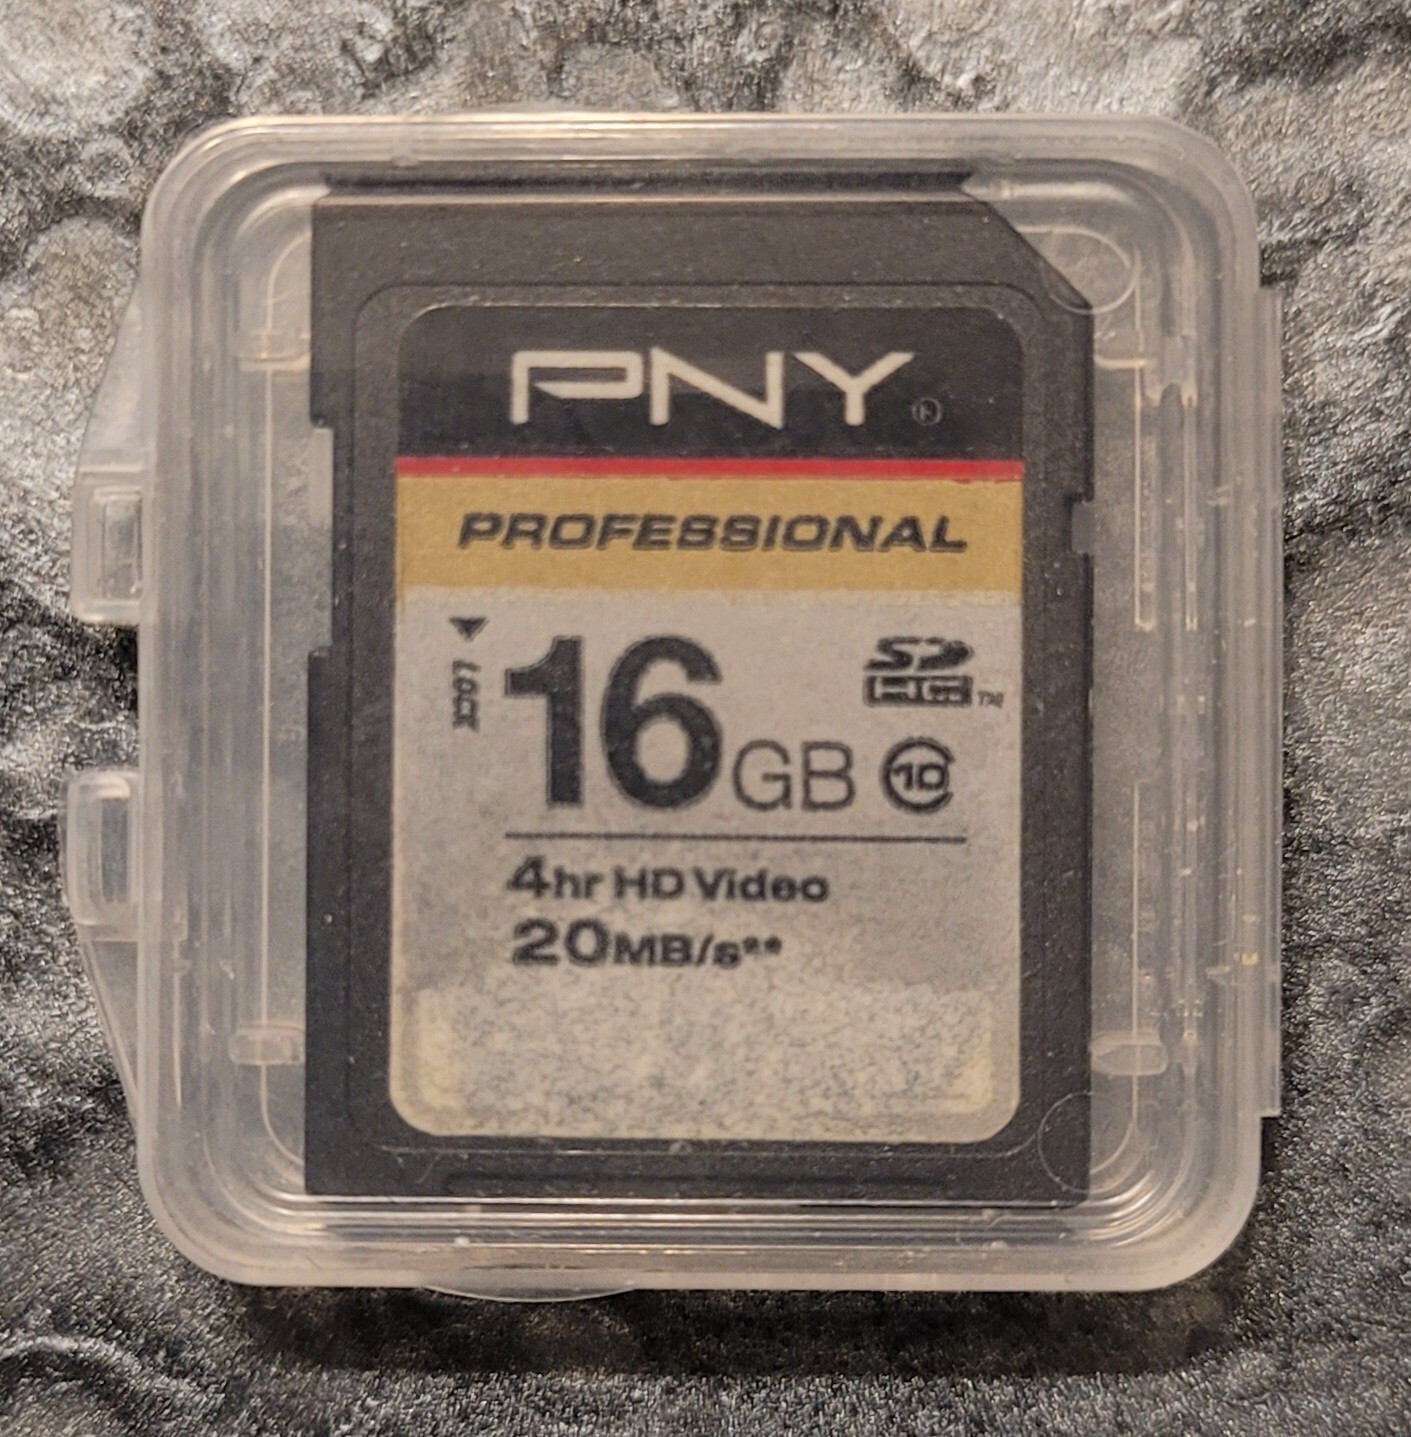 PNY®
PROFESSIONAL
LOCK
16GB
SD
HC™
10
4hr HD Video
20MB/s**